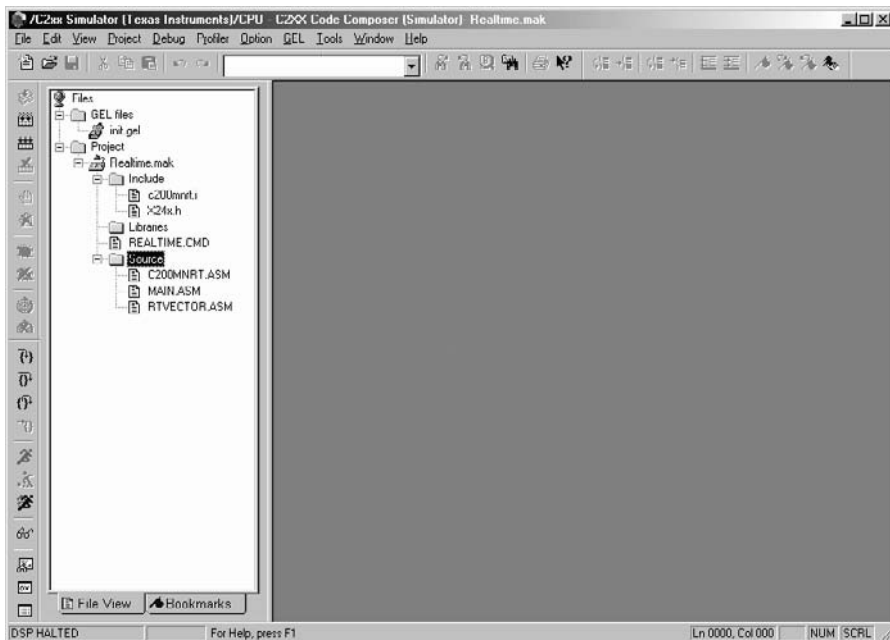 /C2xx Simulator (Texas Instruments)/CPU - C2XX Code Composer (Simulator) Realtime.mak
File Edit View Project Debug Profiler Option GEL Tools Window Help
Files
GEL files
init.gel
Project
Realtime.mak
Include
c200mnrt.i
X24x.h
Libraries
REALTIME.CMD
Source
C200MNRT.ASM
MAIN.ASM
RTVECTOR.ASM
File View Bookmarks
DSP HALTED For Help, press F1 Ln 0000, Col 000 NUM SCRL